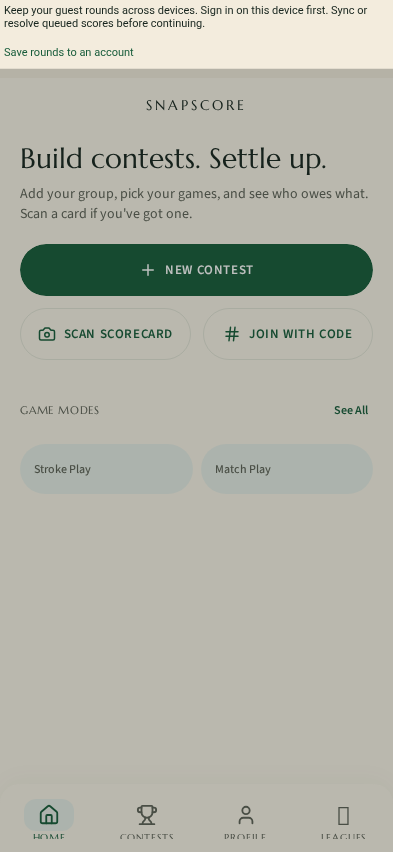 Keep your guest rounds across devices. Sign in on this device first. Sync or
resolve queued scores before continuing.
Save rounds to an account
SNAPSCORE
Build contests. Settle up.
Add your group, pick your games, and see who owes what.
Scan a card if you've got one.
NEW CONTEST
SCAN SCORECARD
JOIN WITH CODE
GAME MODES
See All
Stroke Play
Match Play
HOME
CONTESTS
PROFILE
LEAGUES